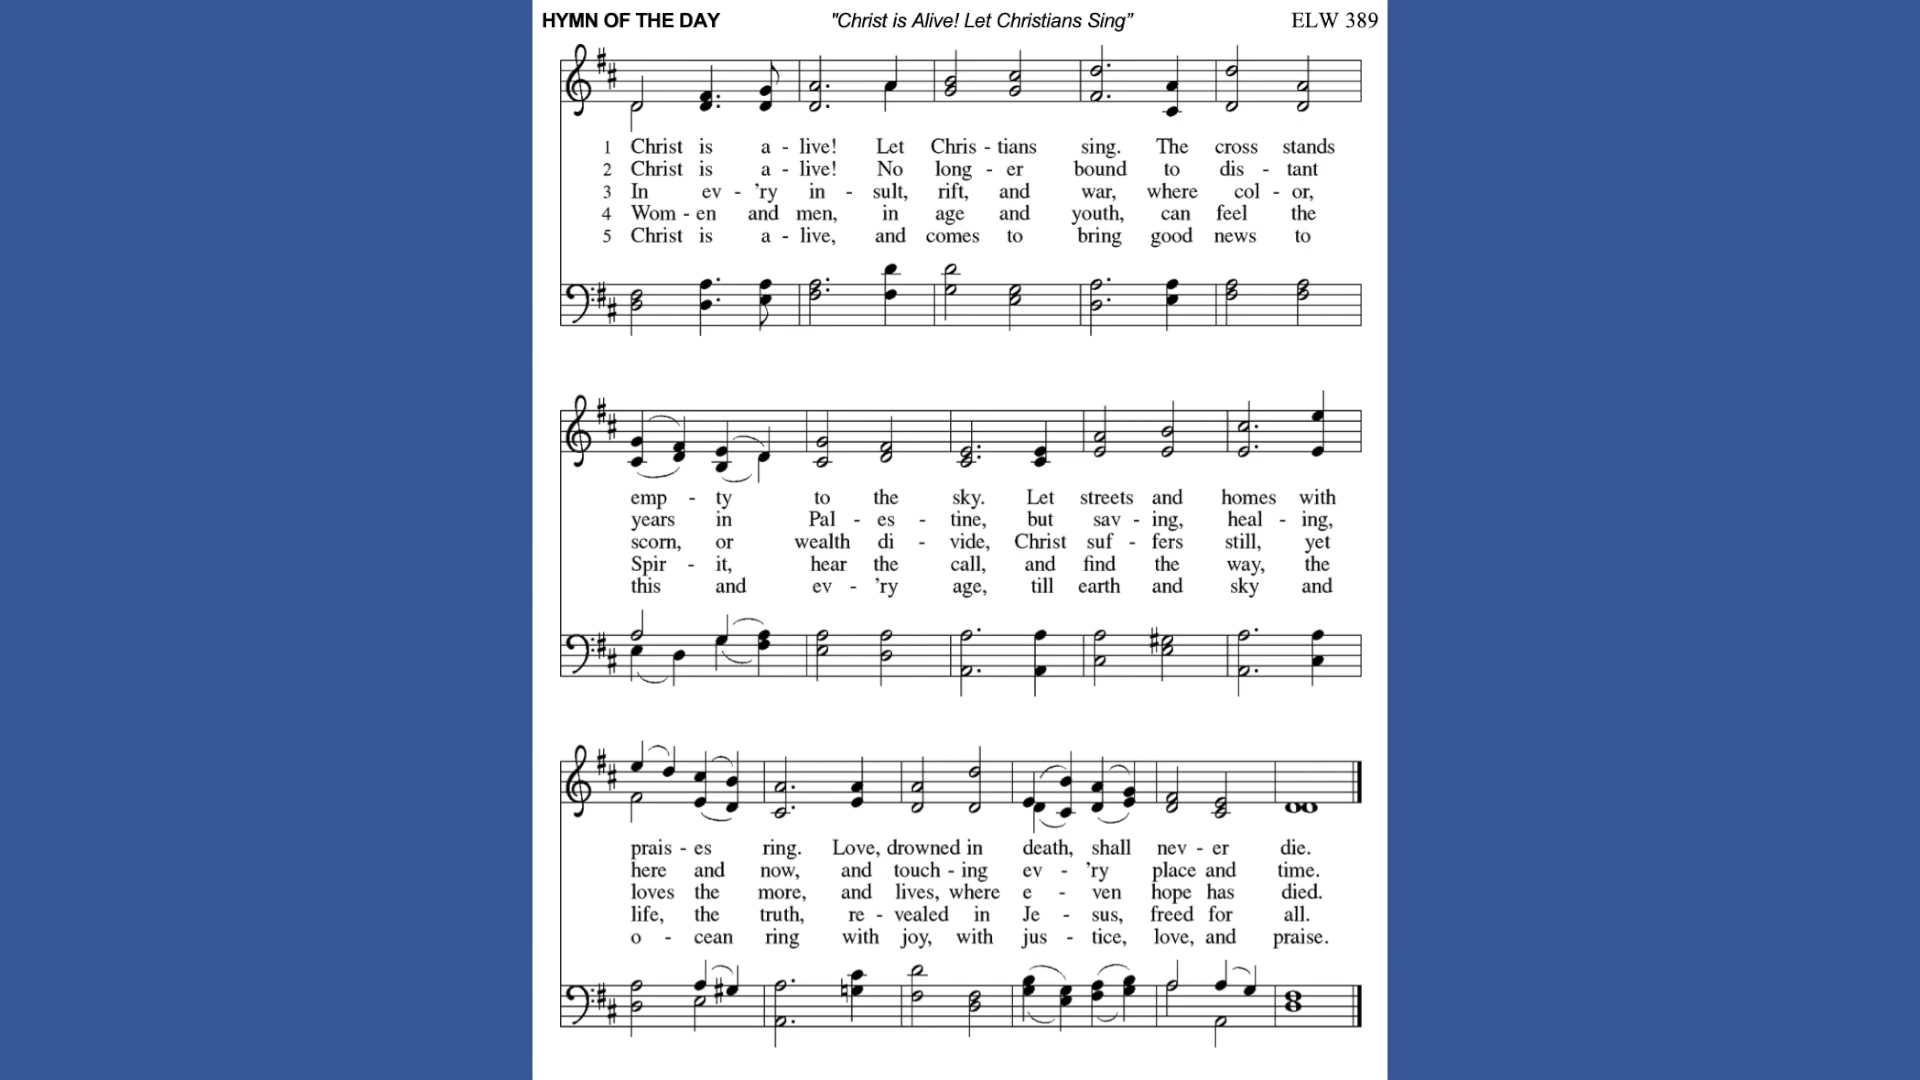 HYMN OF THE DAY "Christ is Alive! Let Christians Sing” ELW 389
1 Christ is a - live! Let Chris - tians sing. The cross stands
2 Christ is a - live! No long - er bound to dis - tant
3 In ev - ’ry in - sult, rift, and war, where col - or,
4 Wom - en and men, in age and youth, can feel the
5 Christ is a - live, and comes to bring good news to
emp - ty to the sky. Let streets and homes with
years in Pal - es - tine, but sav - ing, heal - ing,
scorn, or wealth di - vide, Christ suf - fers still, yet
Spir - it, hear the call, and find the way, the
this and ev - ’ry age, till earth and sky and
prais - es ring. Love, drowned in death, shall nev - er die.
here and now, and touch - ing ev - ’ry place and time.
loves the more, and lives, where e - ven hope has died.
life, the truth, re - vealed in Je - sus, freed for all.
o - cean ring with joy, with jus - tice, love, and praise.